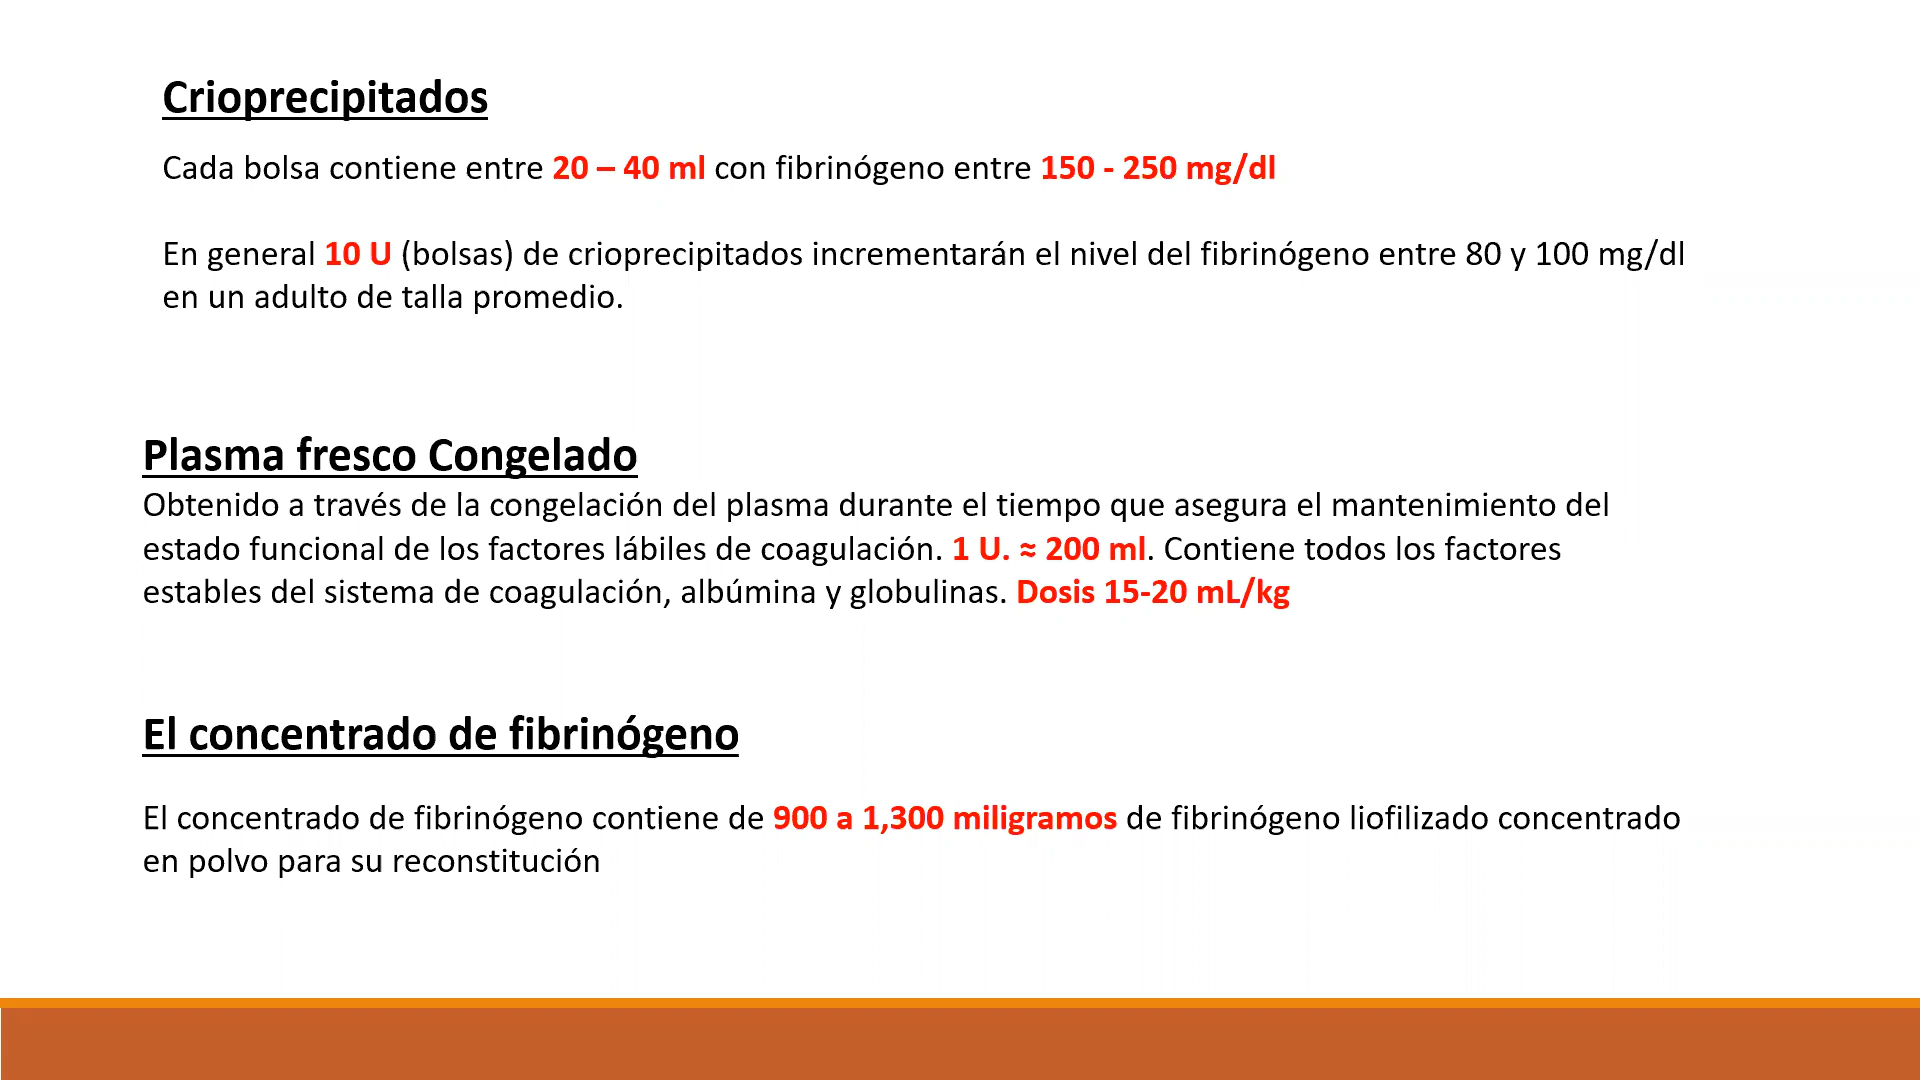 Crioprecipitados
Cada bolsa contiene entre 20 – 40 ml con fibrinógeno entre 150 - 250 mg/dl
En general 10 U (bolsas) de crioprecipitados incrementarán el nivel del fibrinógeno entre 80 y 100 mg/dl
en un adulto de talla promedio.
Plasma fresco Congelado
Obtenido a través de la congelación del plasma durante el tiempo que asegura el mantenimiento del
estado funcional de los factores lábiles de coagulación. 1 U. ≈ 200 ml. Contiene todos los factores
estables del sistema de coagulación, albúmina y globulinas. Dosis 15-20 mL/kg
El concentrado de fibrinógeno
El concentrado de fibrinógeno contiene de 900 a 1,300 miligramos de fibrinógeno liofilizado concentrado
en polvo para su reconstitución